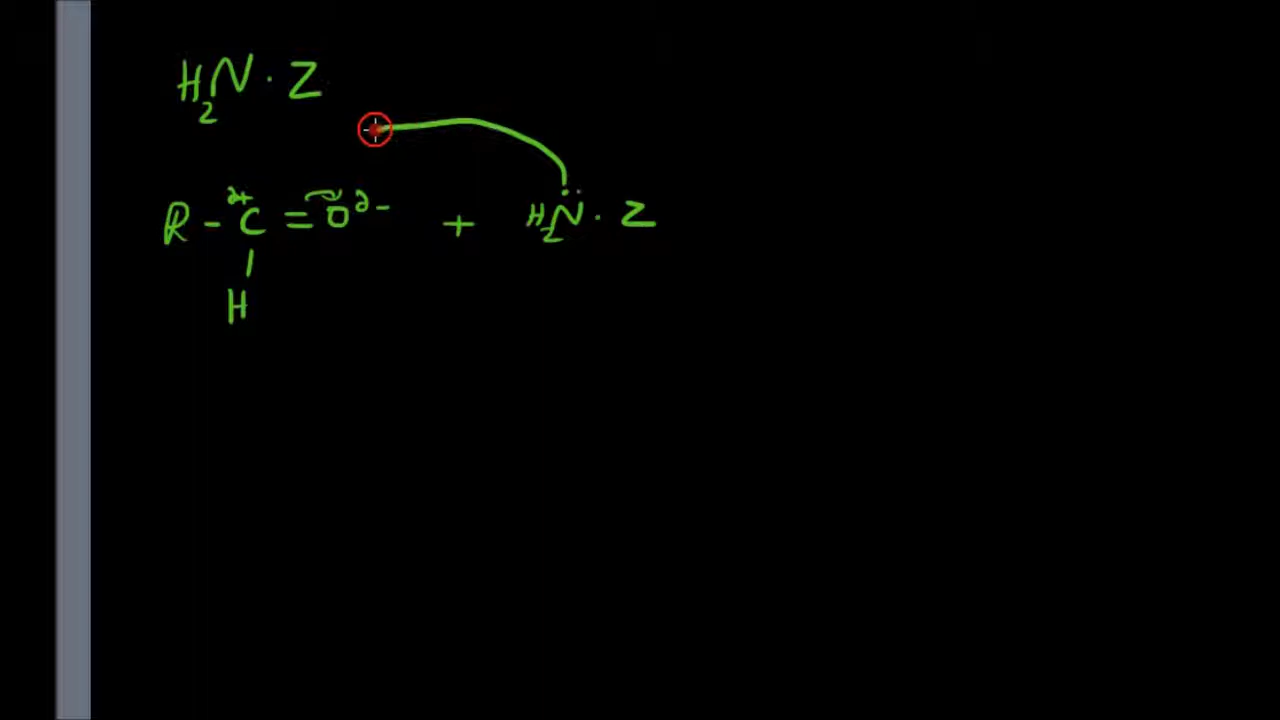 H₂N · Z
R - C^∂+ = O^∂- + H₂N̈ · Z
|
H